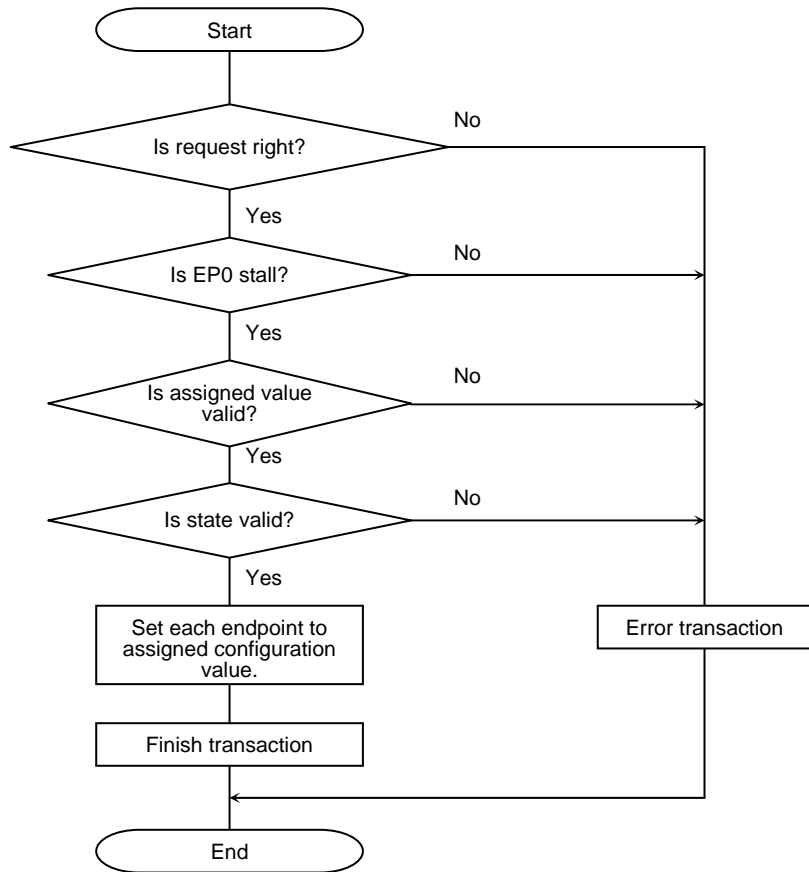 Start
No
Is request right?
Yes
No
Is EP0 stall?
Yes
No
Is assigned value
valid?
Yes
No
Is state valid?
Yes
Set each endpoint to
assigned configuration
value.
Error transaction
Finish transaction
End